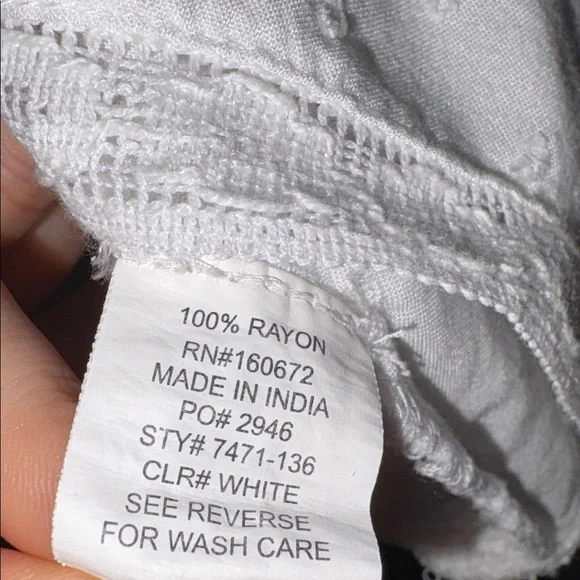 100% RAYON
RN#160672
MADE IN INDIA
PO# 2946
STY# 7471-136
CLR# WHITE
SEE REVERSE
FOR WASH CARE